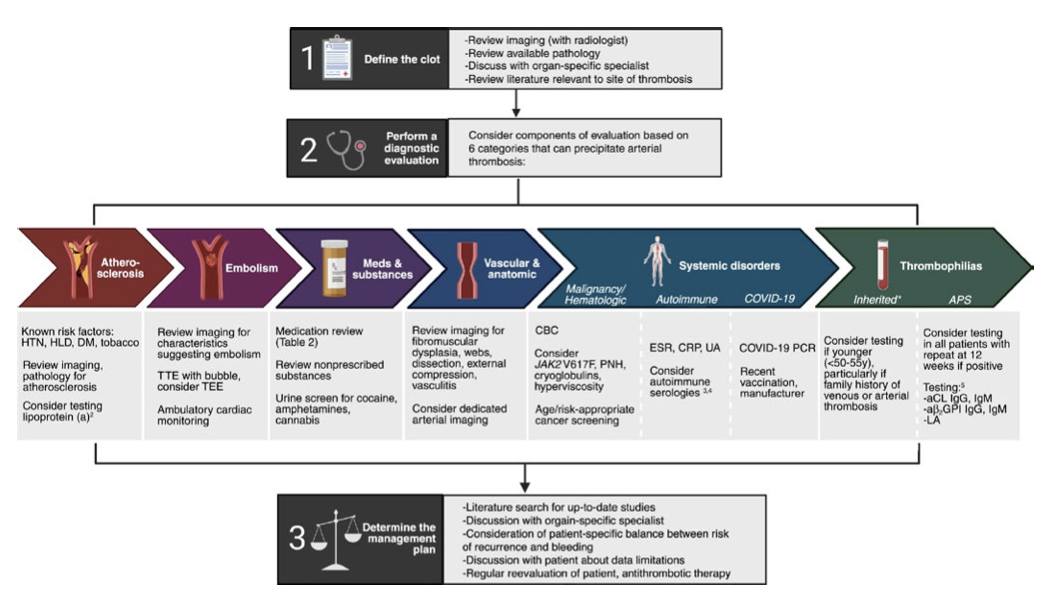 1
Define the clot
-Review imaging (with radiologist)
-Review available pathology
-Discuss with organ-specific specialist
-Review literature relevant to site of thrombosis
2
Perform a
diagnostic
evaluation
Consider components of evaluation based on
6 categories that can precipitate arterial
thrombosis:
Athero-
sclerosis
Embolism
Meds &
substances
Vascular &
anatomic
Systemic disorders
Malignancy/
Hematologic
Autoimmune
COVID-19
Thrombophilias
Inherited*
APS
Known risk factors:
HTN, HLD, DM, tobacco
Review imaging,
pathology for
atherosclerosis
Consider testing
lipoprotein (a)²
Review imaging for
characteristics
suggesting embolism
TTE with bubble,
consider TEE
Ambulatory cardiac
monitoring
Medication review
(Table 2)
Review nonprescribed
substances
Urine screen for cocaine,
amphetamines,
cannabis
Review imaging for
fibromuscular
dysplasia, webs,
dissection, external
compression,
vasculitis
Consider dedicated
arterial imaging
CBC
Consider
JAK2 V617F, PNH,
cryoglobulins,
hyperviscosity
Age/risk-appropriate
cancer screening
ESR, CRP, UA
Consider
autoimmune
serologies ³,⁴
COVID-19 PCR
Recent
vaccination,
manufacturer
Consider testing
if younger
(<50-55y),
particularly if
family history of
venous or arterial
thrombosis
Consider testing
in all patients with
repeat at 12
weeks if positive
Testing:⁵
-aCL IgG, IgM
-aβ₂GPI IgG, IgM
-LA
3
Determine the
management
plan
-Literature search for up-to-date studies
-Discussion with orgain-specific specialist
-Consideration of patient-specific balance between risk
of recurrence and bleeding
-Discussion with patient about data limitations
-Regular reevaluation of patient, antithrombotic therapy